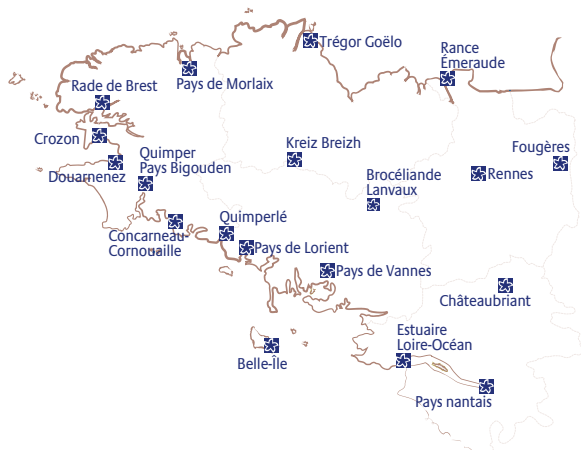 Trégor Goëlo
Rance
Émeraude
Rade de Brest
Pays de Morlaix
Crozon
Quimper
Pays Bigouden
Kreiz Breizh
Fougères
Douarnenez
Brocéliande
Lanvaux
Rennes
Quimperlé
Concarneau-
Cornouaille
Pays de Lorient
Pays de Vannes
Châteaubriant
Estuaire
Loire-Océan
Belle-Île
Pays nantais